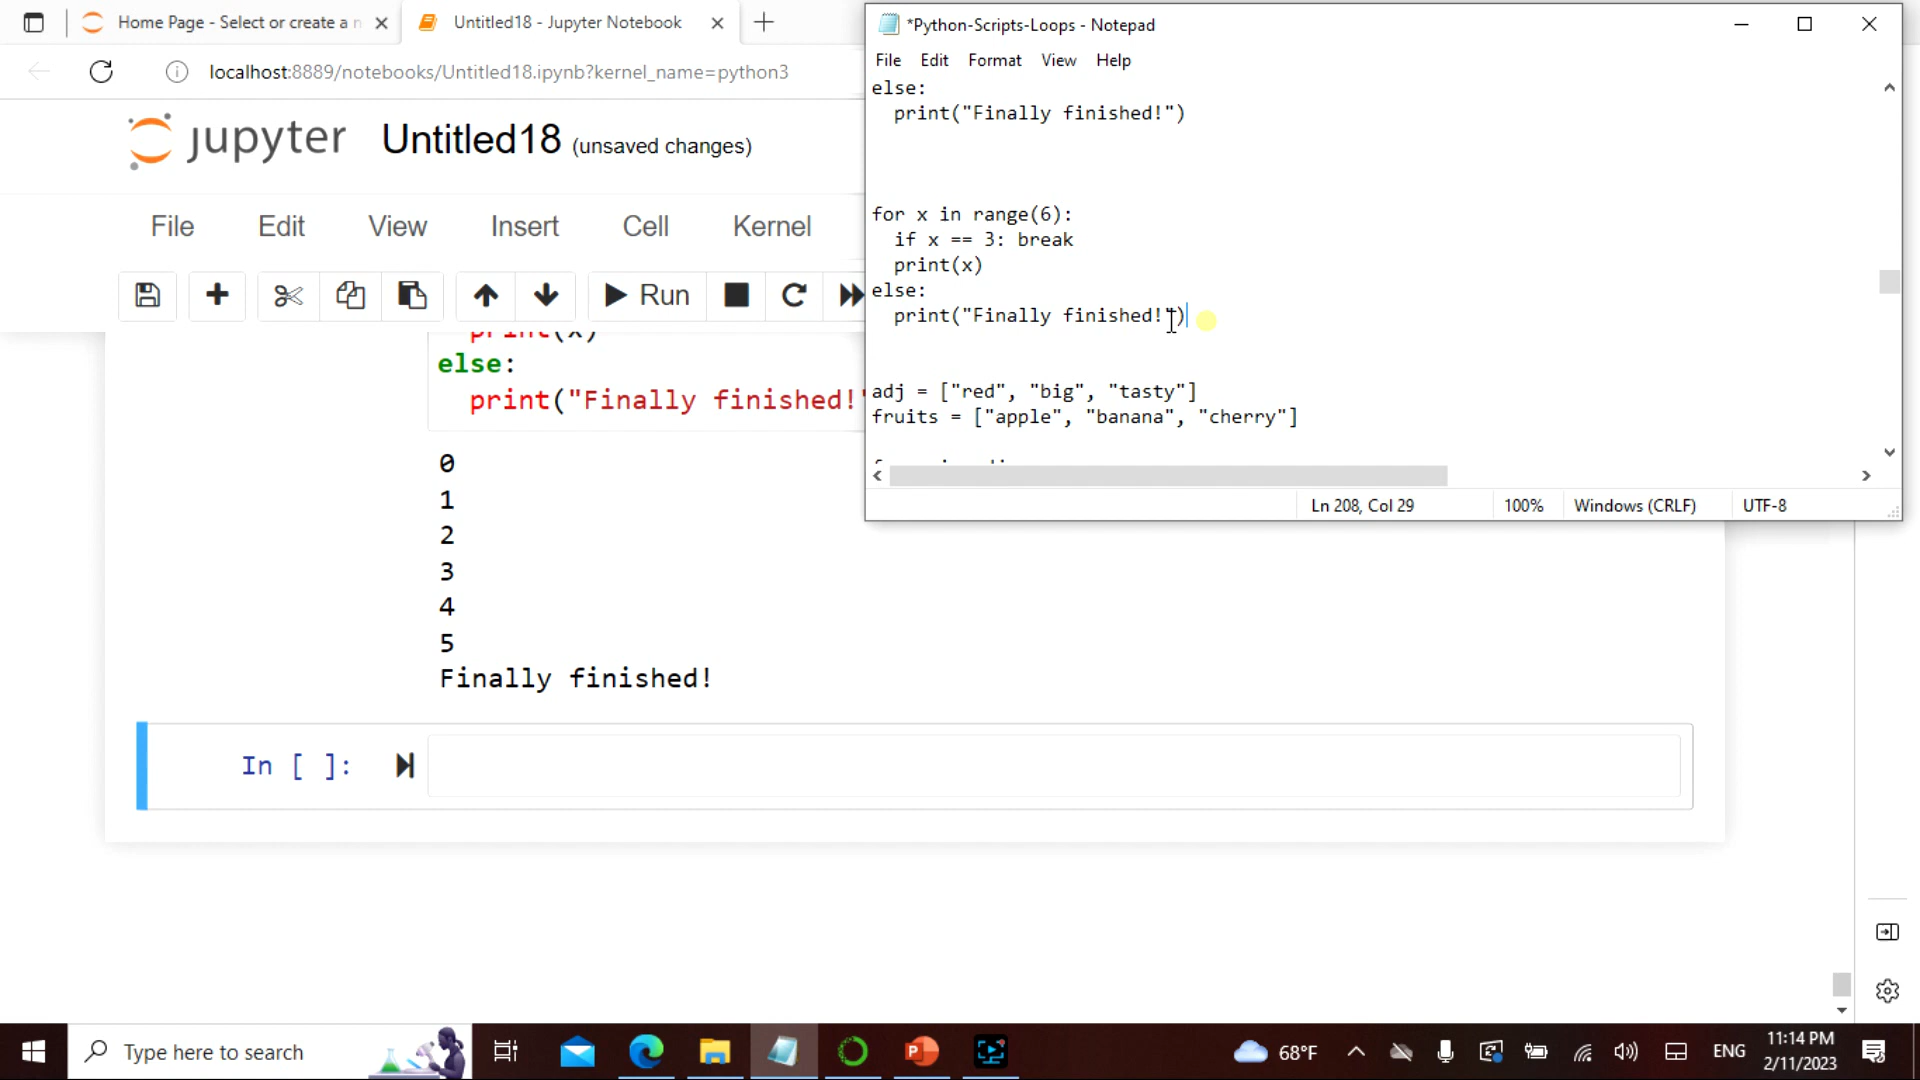 Home Page - Select or create a n
Untitled18 - Jupyter Notebook
localhost:8889/notebooks/Untitled18.ipynb?kernel_name=python3
jupyter Untitled18 (unsaved changes)
File Edit View Insert Cell Kernel
Run
print(x)
else:
print("Finally finished!"
0
1
2
3
4
5
Finally finished!
In [ ]:
*Python-Scripts-Loops - Notepad
File Edit Format View Help
else:
print("Finally finished!")
for x in range(6):
if x == 3: break
print(x)
else:
print("Finally finished!")
adj = ["red", "big", "tasty"]
fruits = ["apple", "banana", "cherry"]
Ln 208, Col 29 100% Windows (CRLF) UTF-8
Type here to search
68°F
ENG
11:14 PM
2/11/2023